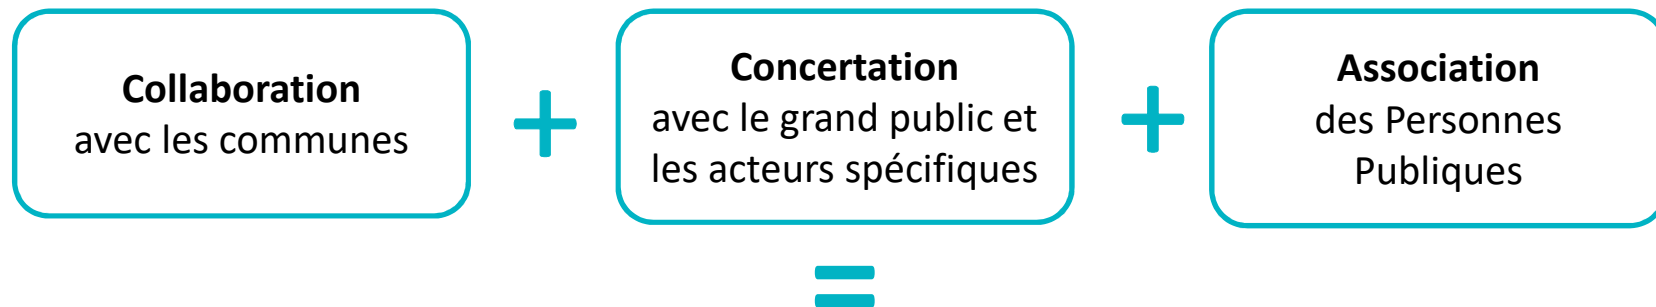 Collaboration
avec les communes
+
Concertation
avec le grand public et
les acteurs spécifiques
+
Association
des Personnes
Publiques
=